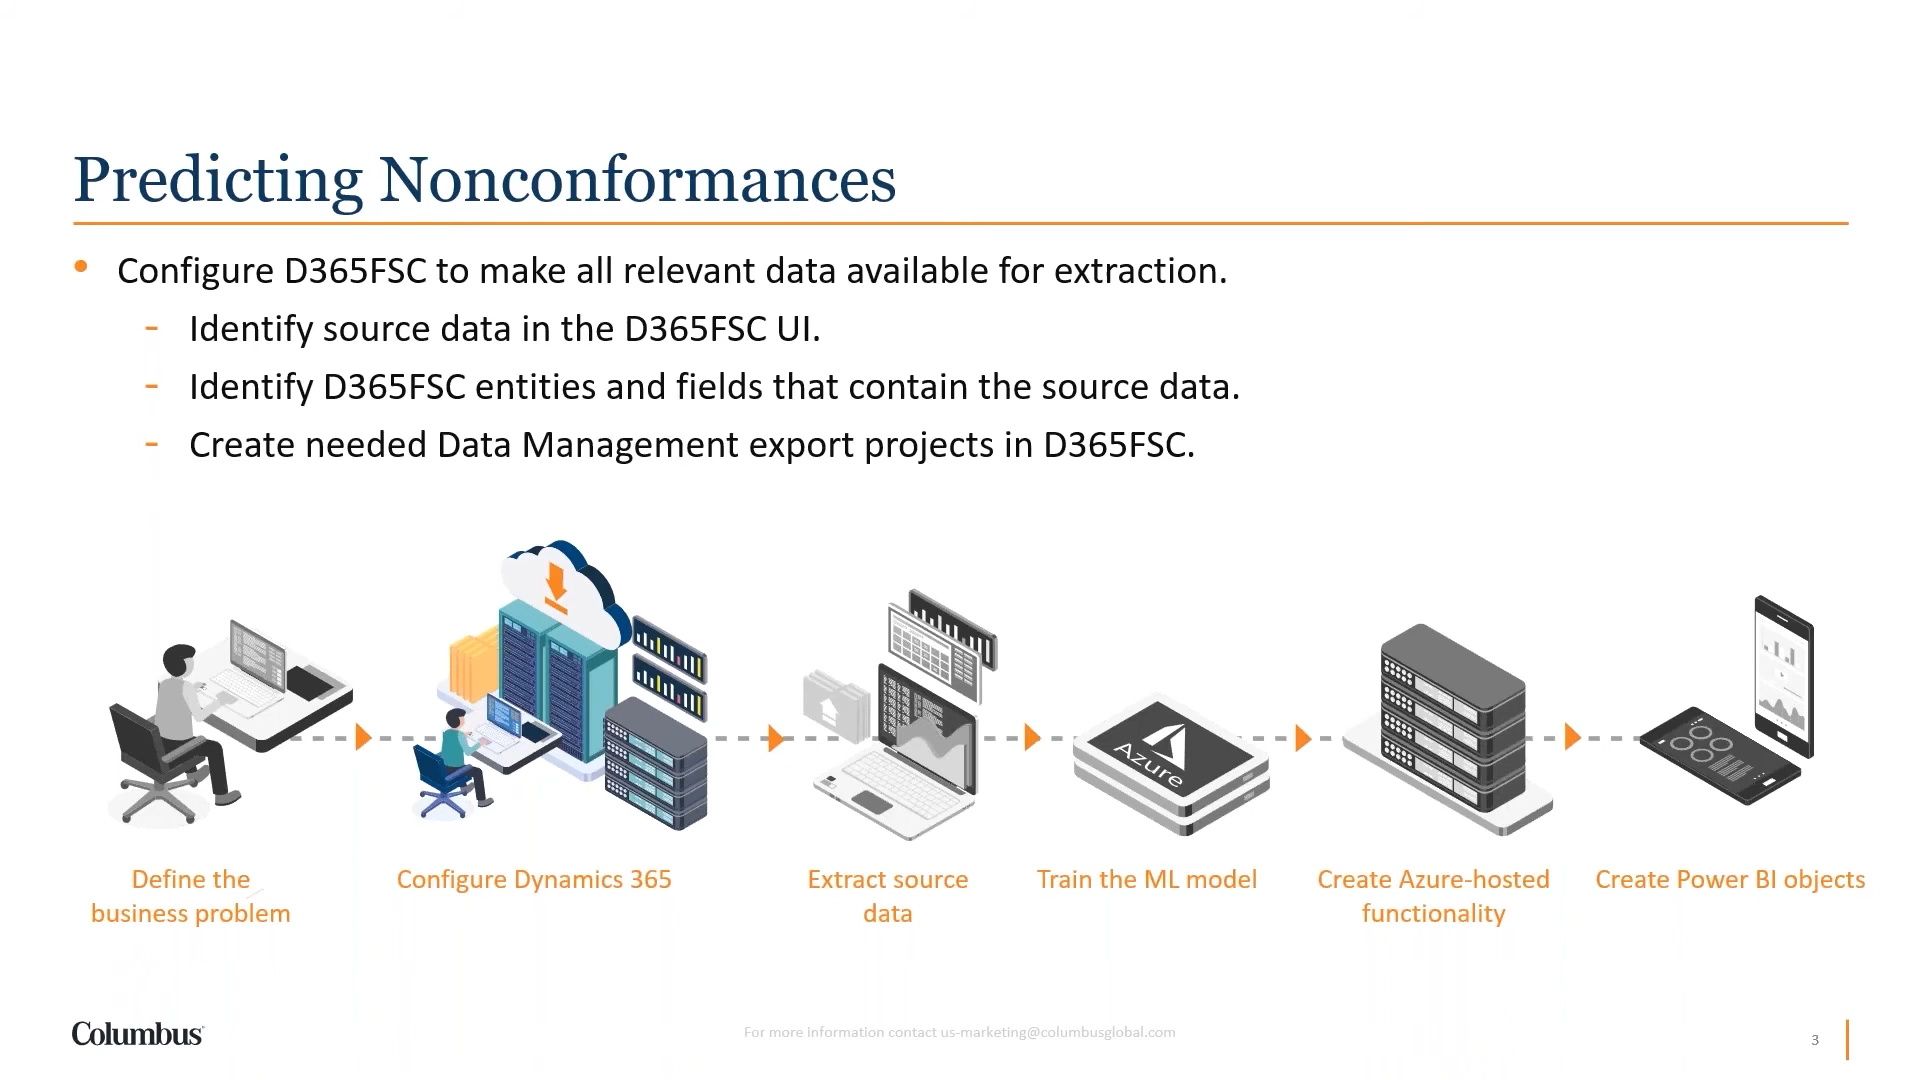 Predicting Nonconformances
• Configure D365FSC to make all relevant data available for extraction.
- Identify source data in the D365FSC UI.
- Identify D365FSC entities and fields that contain the source data.
- Create needed Data Management export projects in D365FSC.
Azure
Define the
business problem
Configure Dynamics 365
Extract source
data
Train the ML model
Create Azure-hosted
functionality
Create Power BI objects
Columbus
For more information contact us-marketing@columbusglobal.com
3